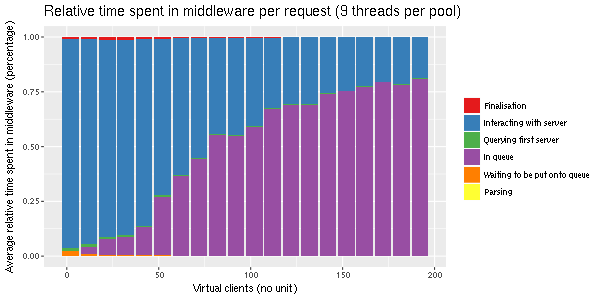 Relative time spent in middleware per request (9 threads per pool)
Average relative time spent in middleware (percentage)
1.00
0.75
0.50
0.25
0.00
0
50
100
150
200
Virtual clients (no unit)
Finalisation
Interacting with server
Querying first server
In queue
Waiting to be put onto queue
Parsing